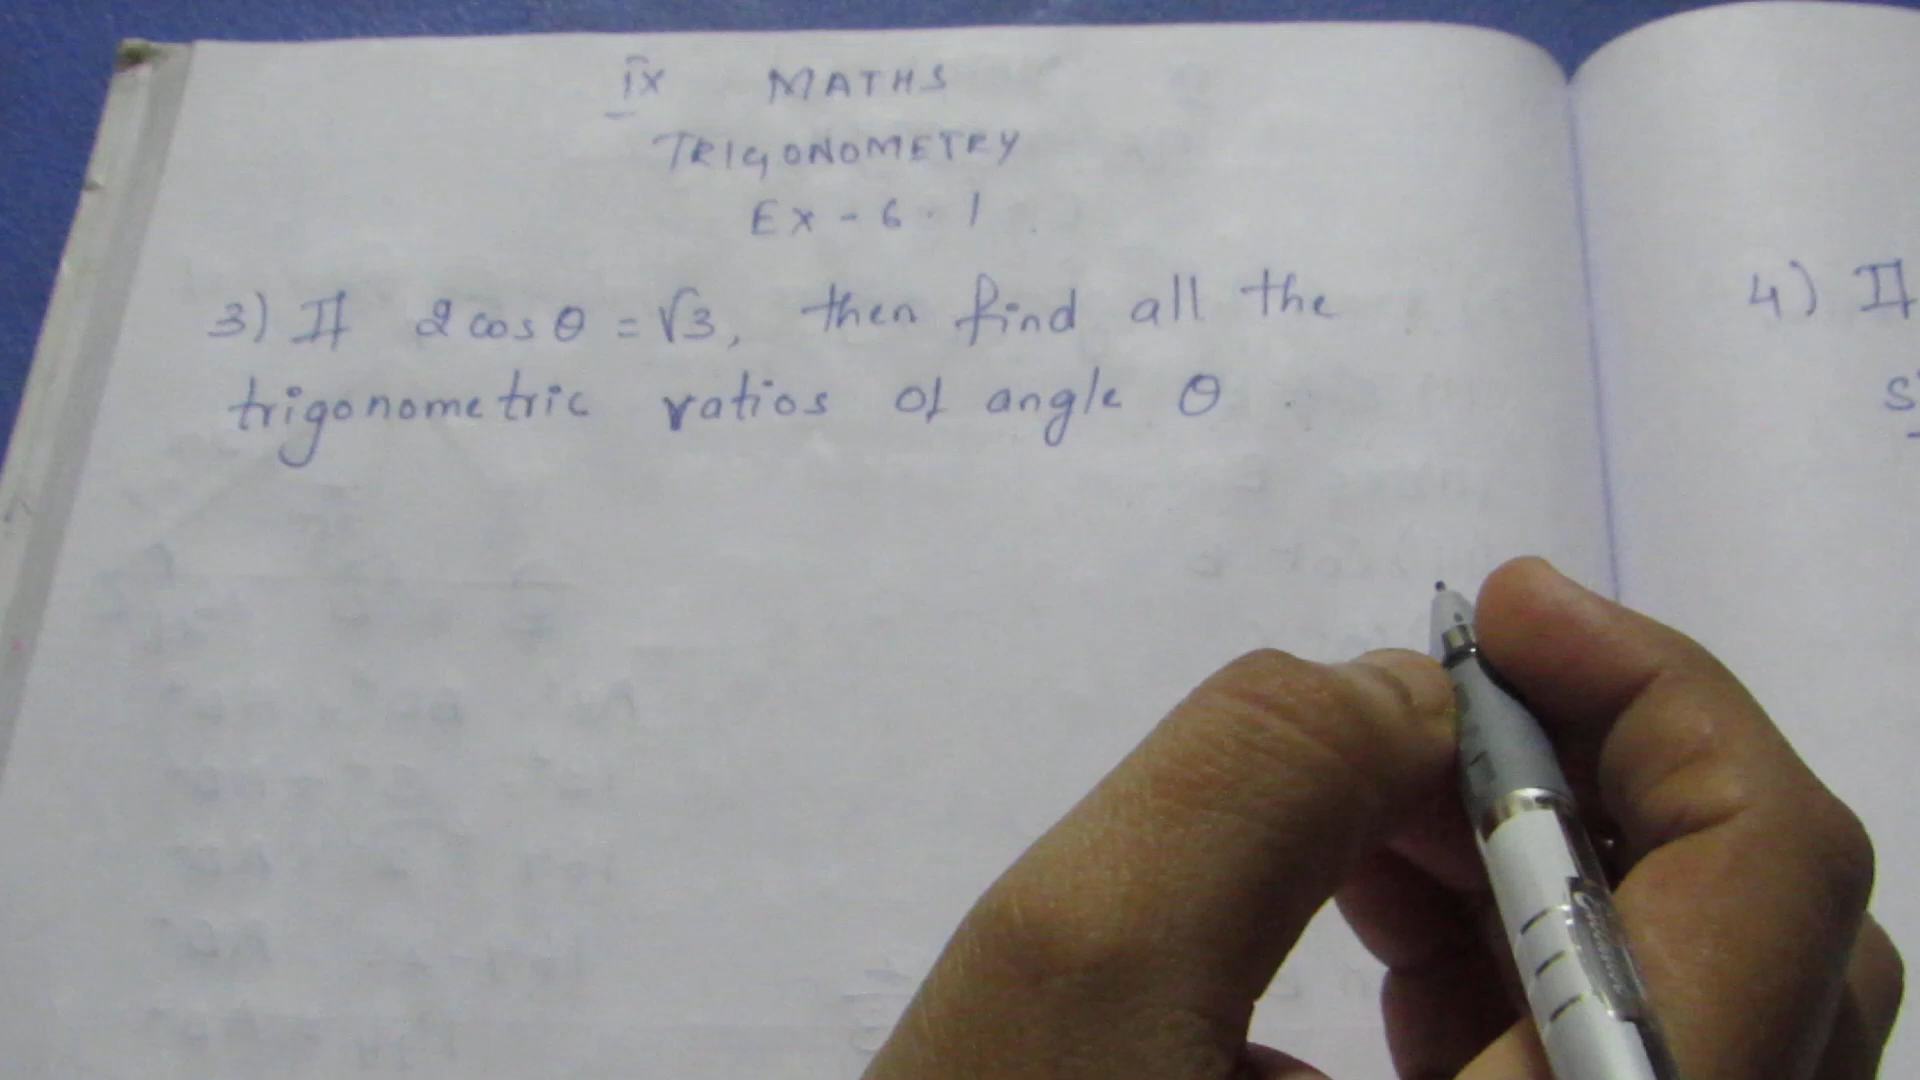 IX MATHS
TRIGONOMETRY
Ex - 6.1
3) If 2 cos θ = √3, then find all the
trigonometric ratios of angle θ.
4) If